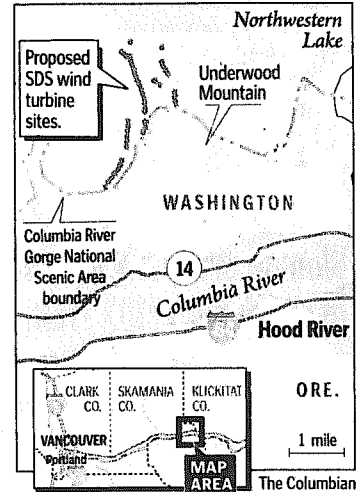 Northwestern
Lake
Proposed
SDS wind
turbine
sites.
Underwood
Mountain
WASHINGTON
Columbia River
Gorge National
Scenic Area
boundary
14
Columbia River
Hood River
ORE.
1 mile
CLARK
CO.
SKAMANIA
CO.
KLICKITAT
CO.
VANCOUVER
Portland
MAP
AREA
The Columbian